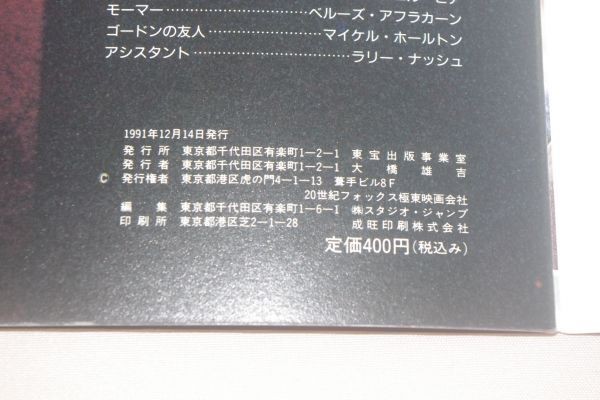 モーマー……………………ベルーズ・アフラカーン
ゴードンの友人……………………マイケル・ホールトン
アシスタント……………………ラリー・ナッシュ
1991年12月14日発行
発行所 東京都千代田区有楽町1―2―1 東宝出版事業室
発行者 東京都千代田区有楽町1―2―1 大橋雄吉
© 発行権者 東京都港区虎の門4―1―13 葺手ビル8F
20世紀フォックス極東映画会社
編集 東京都千代田区有楽町1―6―1 ㈱スタジオ・ジャンプ
印刷所 東京都港区芝2―1―28 成旺印刷株式会社
定価400円(税込み)